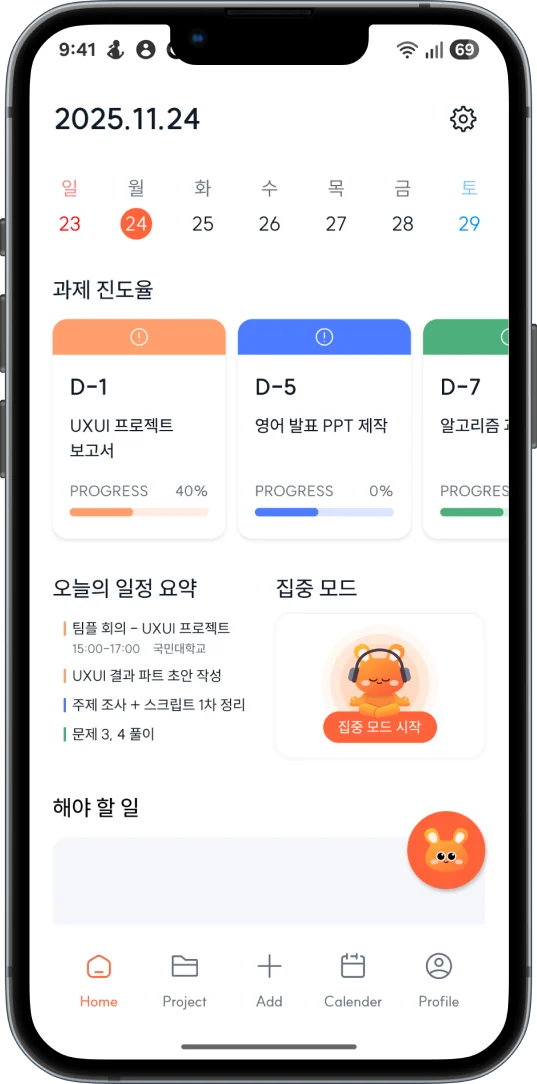 9:41
69
2025.11.24
일 월 화 수 목 금 토
23 24 25 26 27 28 29
과제 진도율
D-1
UXUI 프로젝트
보고서
PROGRESS 40%
D-5
영어 발표 PPT 제작
PROGRESS 0%
D-7
알고리즘
PROGRES
오늘의 일정 요약
팀플 회의 - UXUI 프로젝트
15:00-17:00 국민대학교
UXUI 결과 파트 초안 작성
주제 조사 + 스크립트 1차 정리
문제 3, 4 풀이
집중 모드
집중 모드 시작
해야 할 일
Home Project Add Calender Profile